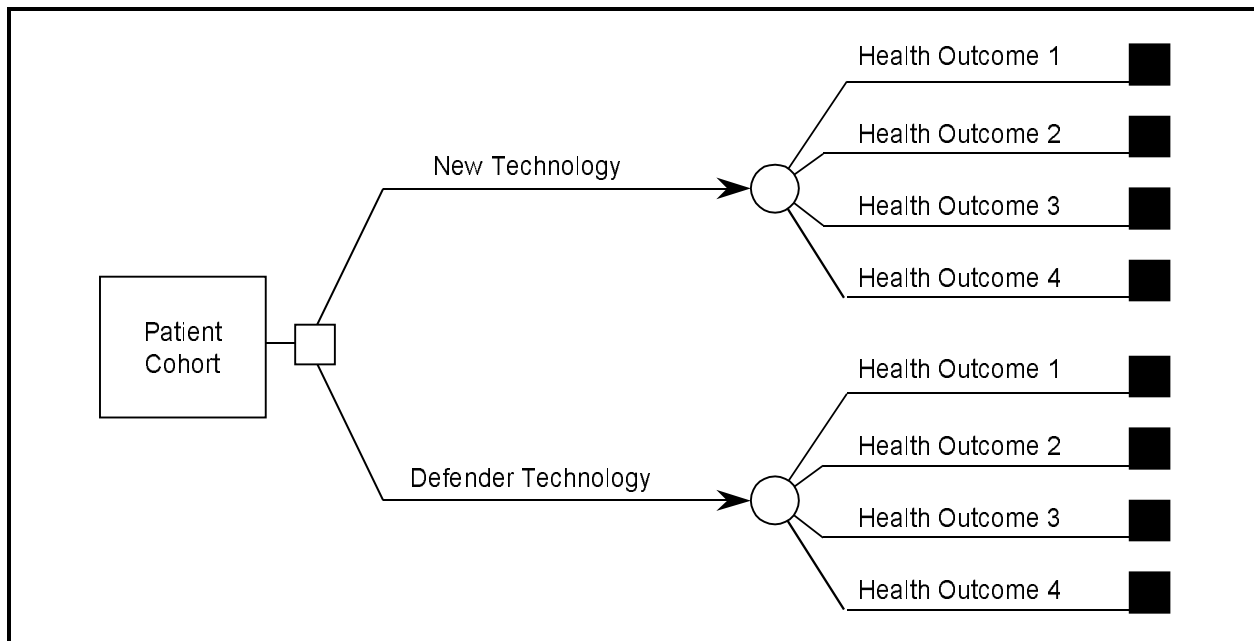 Patient
Cohort
New Technology
Health Outcome 1
Health Outcome 2
Health Outcome 3
Health Outcome 4
Defender Technology
Health Outcome 1
Health Outcome 2
Health Outcome 3
Health Outcome 4